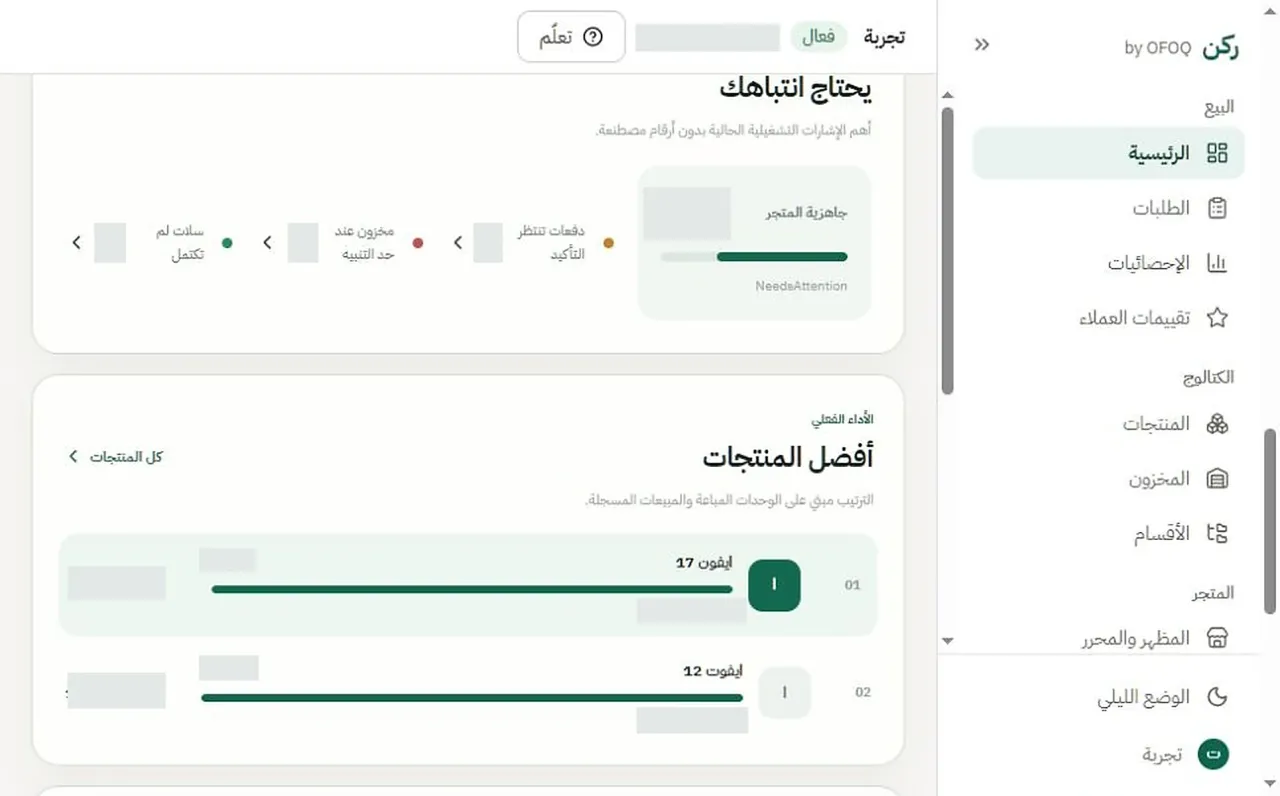 ركن by OFOQ
البيع
الرئيسية
الطلبات
الإحصائيات
تقييمات العملاء
الكتالوج
المنتجات
المخزون
الأقسام
المتجر
المظهر والمحرر
الوضع الليلي
ت تجربة
تجربة فعال تعلّم
يحتاج انتباهك
أهم الإشارات التشغيلية الحالية بدون أرقام مصطنعة.
جاهزية المتجر
NeedsAttention
دفعات تنتظر
التأكيد
مخزون عند
حد التنبيه
سلات لم
تكتمل
الأداء الفعلي
أفضل المنتجات
كل المنتجات
الترتيب مبني على الوحدات المباعة والمبيعات المسجلة.
01 ا ايفون 17
02 ا ايفوت 12